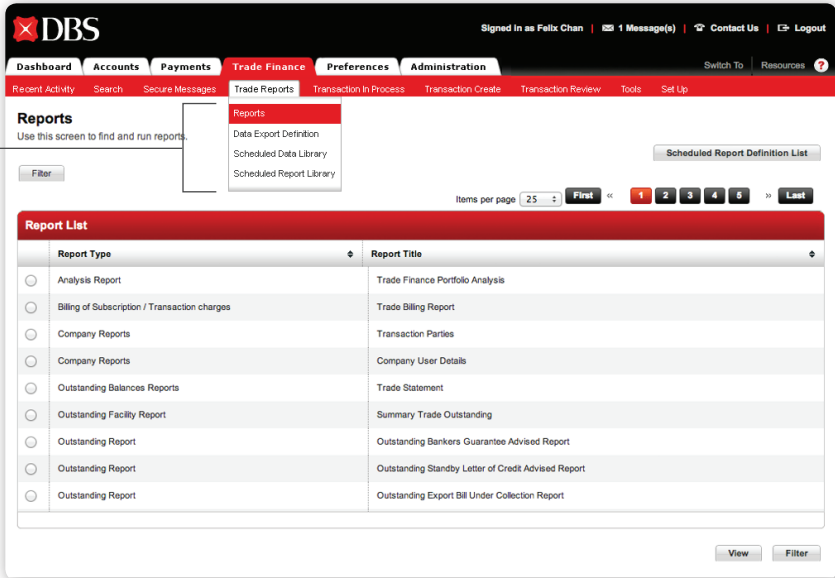 DBS
Signed in as Felix Chan | 1 Message(s) | Contact Us | Logout
Dashboard Accounts Payments Trade Finance Preferences Administration Switch To Resources ?
Recent Activity Search Secure Messages Trade Reports Transaction In Process Transaction Create Transaction Review Tools Set Up
Reports
Data Export Definition
Scheduled Data Library
Scheduled Report Library
Reports
Use this screen to find and run reports.
Scheduled Report Definition List
Filter
Items per page 25 First « 1 2 3 4 5 » Last
Report List
Report Type Report Title
Analysis Report Trade Finance Portfolio Analysis
Billing of Subscription / Transaction charges Trade Billing Report
Company Reports Transaction Parties
Company Reports Company User Details
Outstanding Balances Reports Trade Statement
Outstanding Facility Report Summary Trade Outstanding
Outstanding Report Outstanding Bankers Guarantee Advised Report
Outstanding Report Outstanding Standby Letter of Credit Advised Report
Outstanding Report Outstanding Export Bill Under Collection Report
View Filter